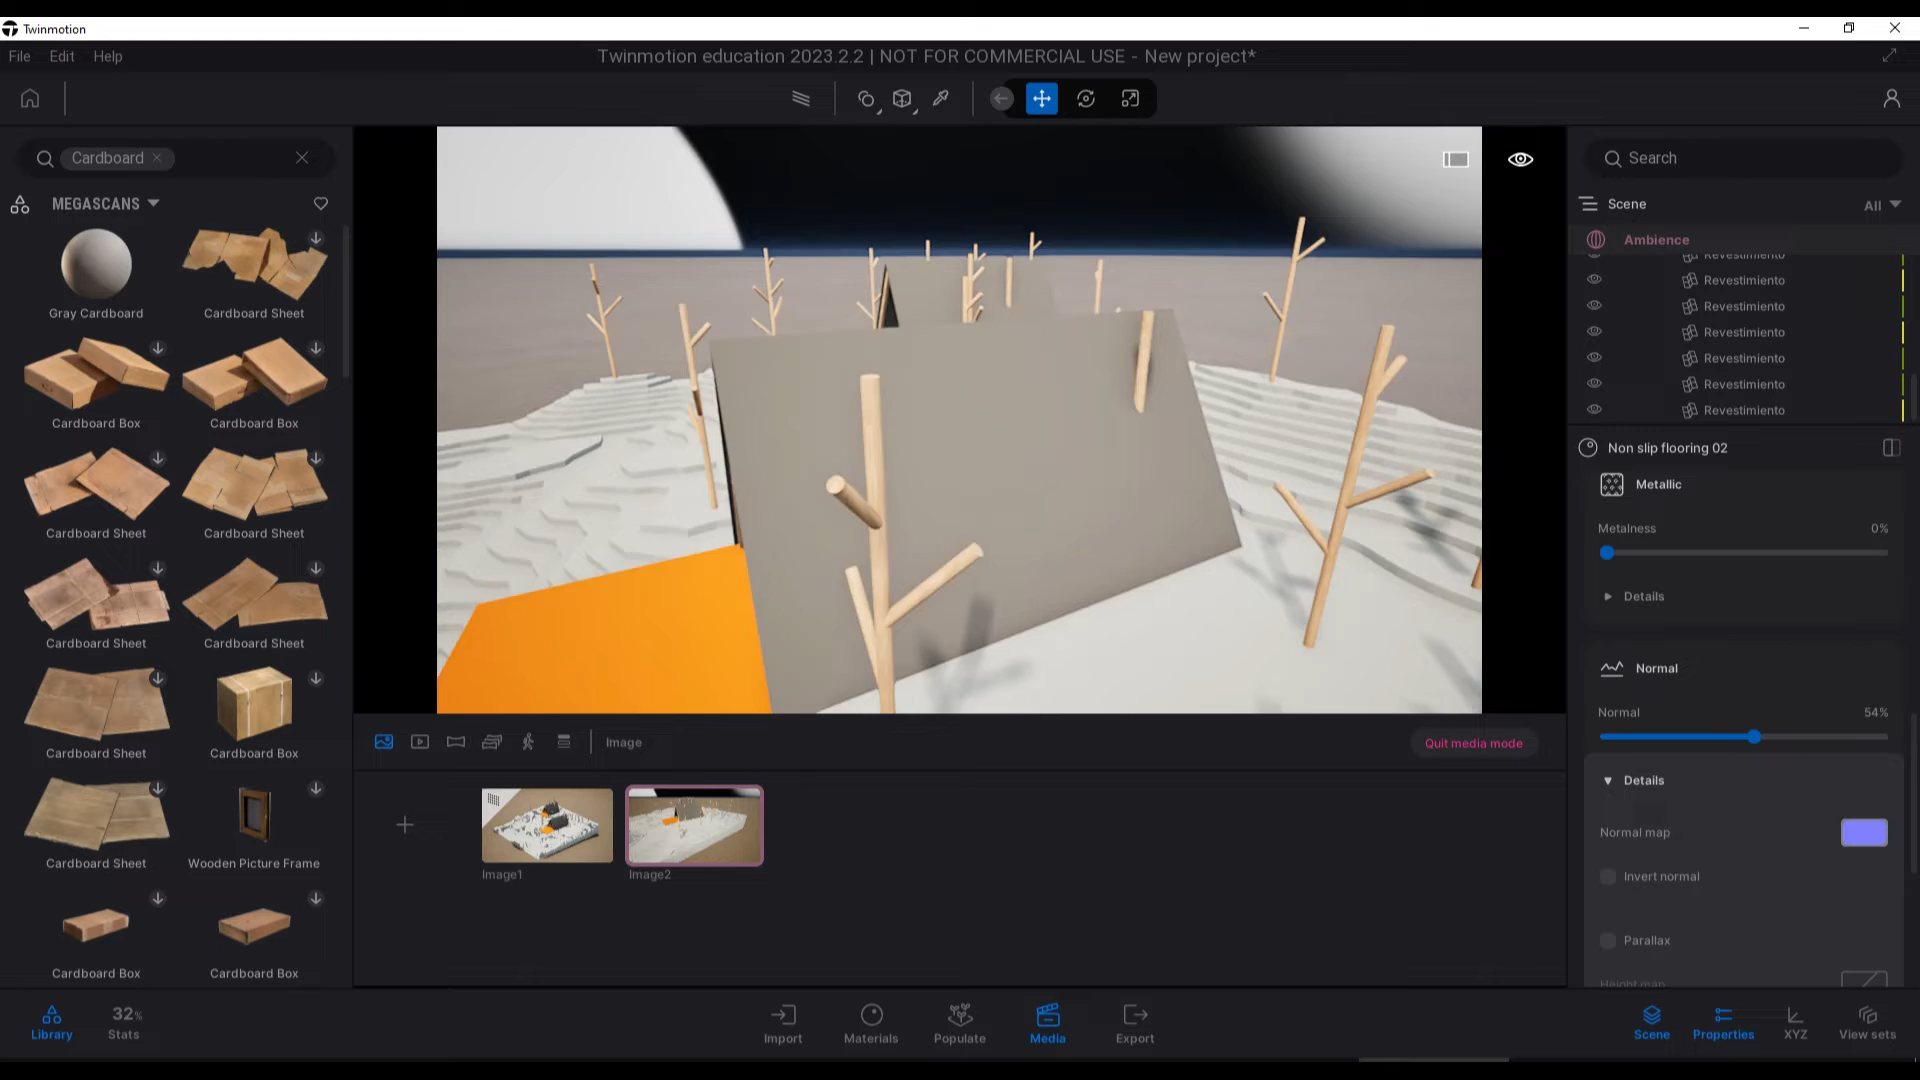 Twinmotion
File Edit Help
Twinmotion education 2023.2.2 | NOT FOR COMMERCIAL USE - New project*
Cardboard
MEGASCANS
Gray Cardboard
Cardboard Sheet
Cardboard Box
Cardboard Box
Cardboard Sheet
Cardboard Sheet
Cardboard Sheet
Cardboard Sheet
Cardboard Sheet
Cardboard Box
Cardboard Sheet
Wooden Picture Frame
Cardboard Box
Cardboard Box
Image
Quit media mode
Image1
Image2
Search
Scene
All
Ambience
Revestimiento
Revestimiento
Revestimiento
Revestimiento
Revestimiento
Revestimiento
Revestimiento
Non slip flooring 02
Metallic
Metalness 0%
Details
Normal
Normal 54%
Details
Normal map
Invert normal
Parallax
Height map
Library
32%
Stats
Import
Materials
Populate
Media
Export
Scene
Properties
XYZ
View sets